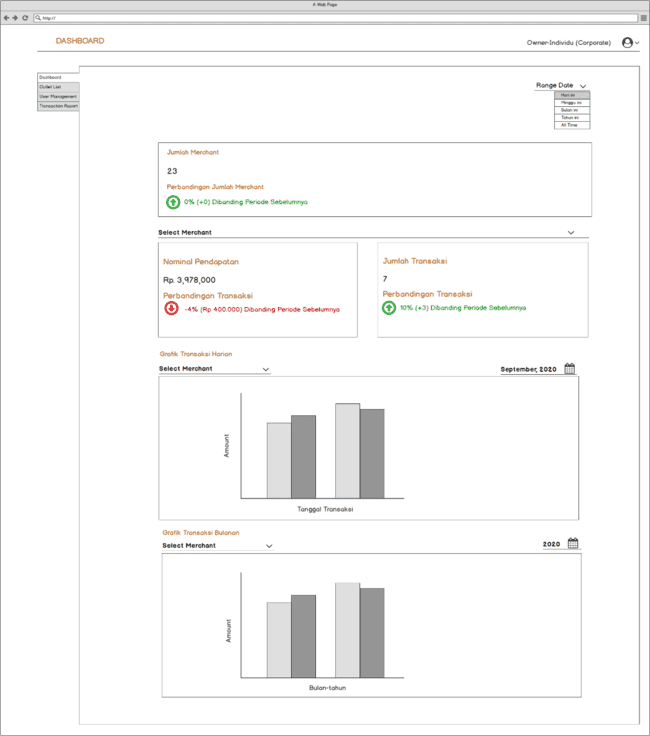 A Web Page
http://
DASHBOARD
Owner-Individu (Corporate)
Dashboard
Outlet List
User Management
Transaction Report
Range Date
Hari ini
Minggu ini
Bulan ini
Tahun ini
All Time
Jumlah Merchant
23
Perbandingan Jumlah Merchant
0% (+0) Dibanding Periode Sebelumnya
Select Merchant
Nominal Pendapatan
Rp. 3,978,000
Perbandingan Transaksi
-4% (Rp 400.000) Dibanding Periode Sebelumnya
Jumlah Transaksi
7
Perbandingan Transaksi
10% (+3) Dibanding Periode Sebelumnya
Grafik Transaksi Harian
Select Merchant
September, 2020
Amount
Tanggal Transaksi
Grafik Transaksi Bulanan
Select Merchant
2020
Amount
Bulan-tahun